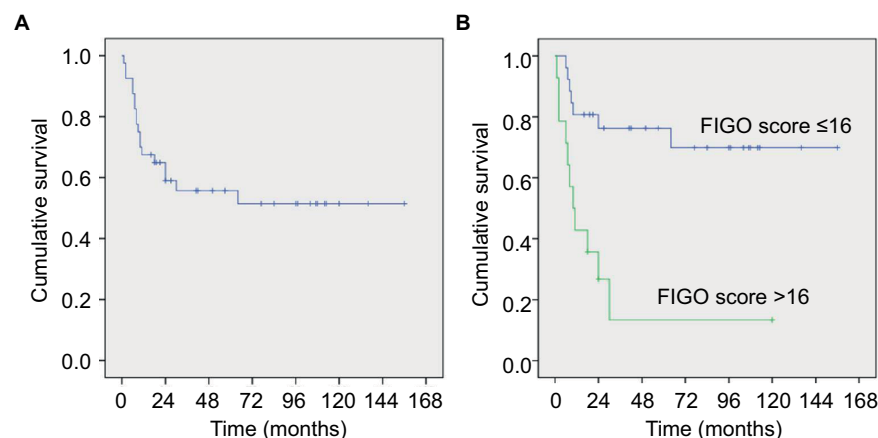 A
Cumulative survival
1.0
0.8
0.6
0.4
0.2
0.0
0 24 48 72 96 120 144 168
Time (months)
B
Cumulative survival
1.0
0.8
0.6
0.4
0.2
0.0
FIGO score ≤16
FIGO score >16
0 24 48 72 96 120 144 168
Time (months)